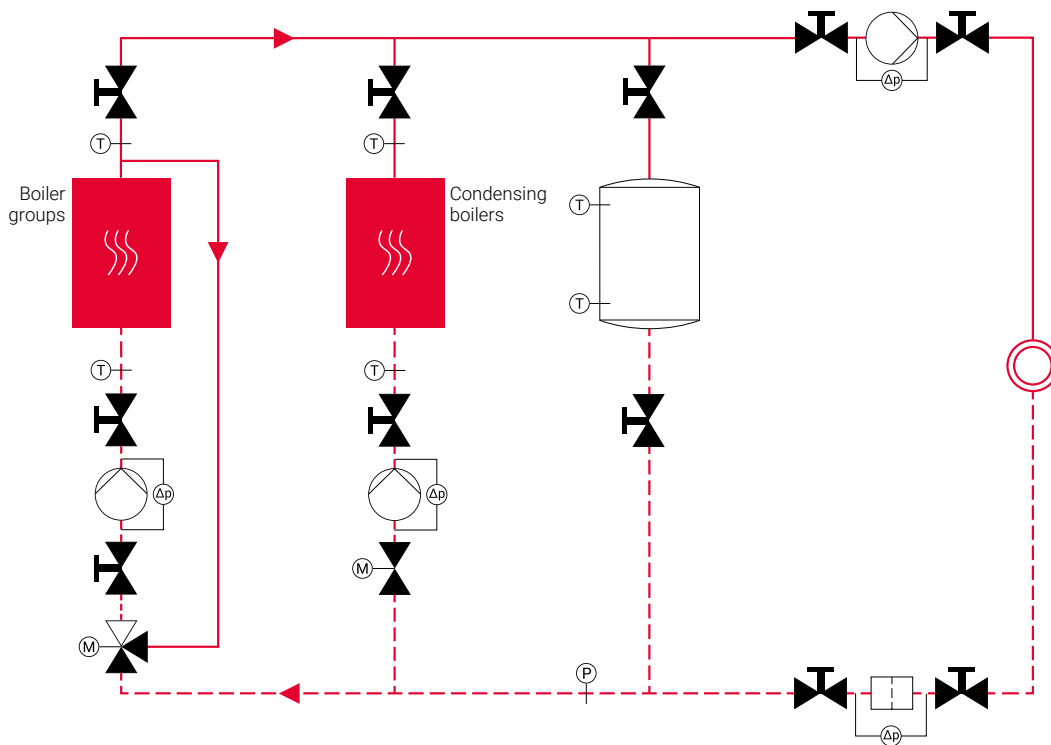 Δp
T
T
Boiler
groups
Condensing
boilers
T
T
T
T
Δp
Δp
M
M
P
Δp